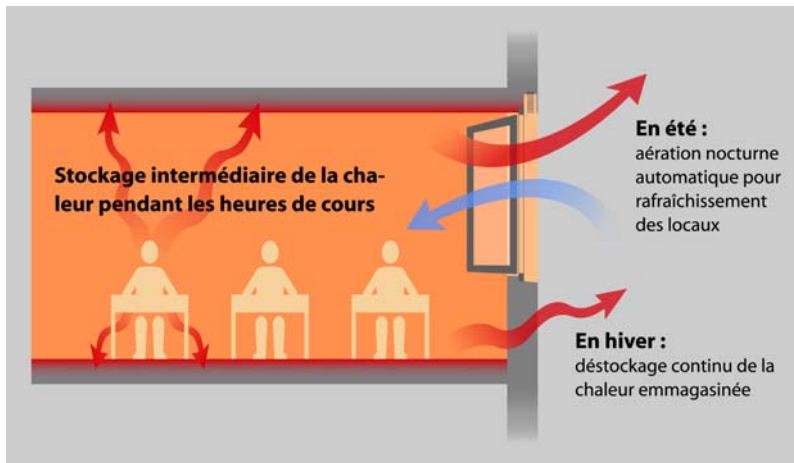 Stockage intermédiaire de la cha-
leur pendant les heures de cours
En été :
aération nocturne
automatique pour
rafraîchissement
des locaux
En hiver :
déstockage continu de la
chaleur emmagasinée